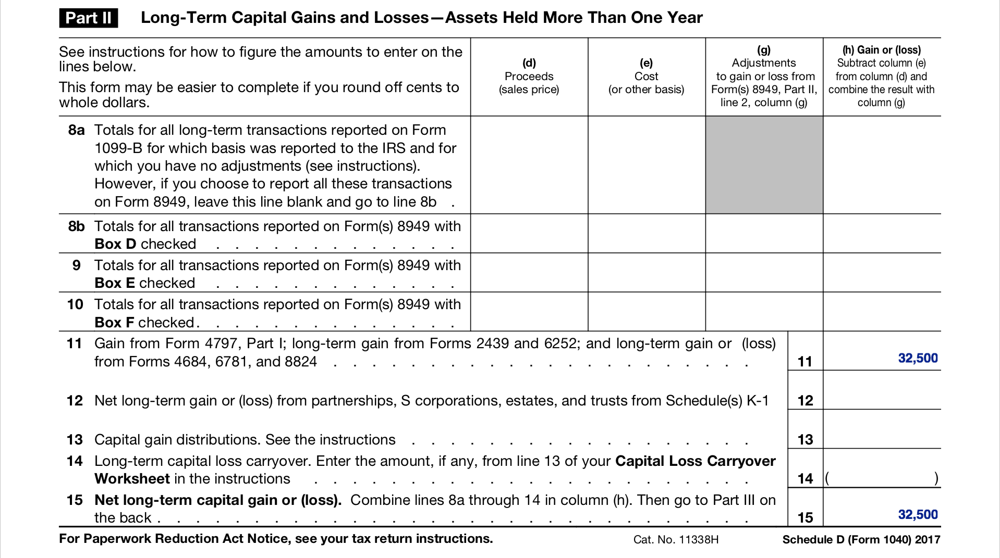 Part II Long-Term Capital Gains and Losses—Assets Held More Than One Year
See instructions for how to figure the amounts to enter on the
lines below.
This form may be easier to complete if you round off cents to
whole dollars.
(d)
Proceeds
(sales price)
(e)
Cost
(or other basis)
(g)
Adjustments
to gain or loss from
Form(s) 8949, Part II,
line 2, column (g)
(h) Gain or (loss)
Subtract column (e)
from column (d) and
combine the result with
column (g)
8a Totals for all long-term transactions reported on Form
1099-B for which basis was reported to the IRS and for
which you have no adjustments (see instructions).
However, if you choose to report all these transactions
on Form 8949, leave this line blank and go to line 8b .
8b Totals for all transactions reported on Form(s) 8949 with
Box D checked . . . . . . . . . . . . .
9 Totals for all transactions reported on Form(s) 8949 with
Box E checked . . . . . . . . . . . . .
10 Totals for all transactions reported on Form(s) 8949 with
Box F checked . . . . . . . . . . . . . .
11 Gain from Form 4797, Part I; long-term gain from Forms 2439 and 6252; and long-term gain or (loss)
from Forms 4684, 6781, and 8824 . . . . . . . . . . . . . . . . . . . . . . 11 32,500
12 Net long-term gain or (loss) from partnerships, S corporations, estates, and trusts from Schedule(s) K-1 12
13 Capital gain distributions. See the instructions . . . . . . . . . . . . . . . . . . 13
14 Long-term capital loss carryover. Enter the amount, if any, from line 13 of your Capital Loss Carryover
Worksheet in the instructions . . . . . . . . . . . . . . . . . . . . . . . 14 ( )
15 Net long-term capital gain or (loss). Combine lines 8a through 14 in column (h). Then go to Part III on
the back . . . . . . . . . . . . . . . . . . . . . . . . . . . . . . . 15 32,500
For Paperwork Reduction Act Notice, see your tax return instructions. Cat. No. 11338H Schedule D (Form 1040) 2017